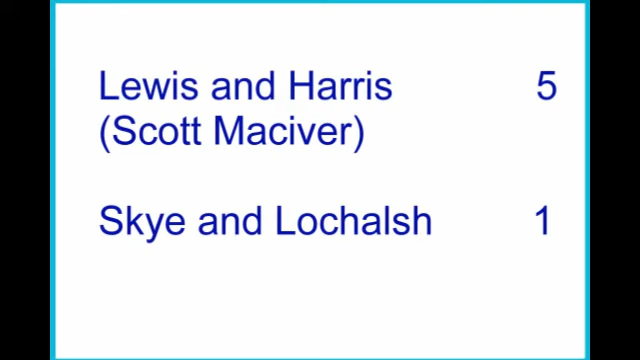 Lewis and Harris 5
(Scott Maciver)
Skye and Lochalsh 1